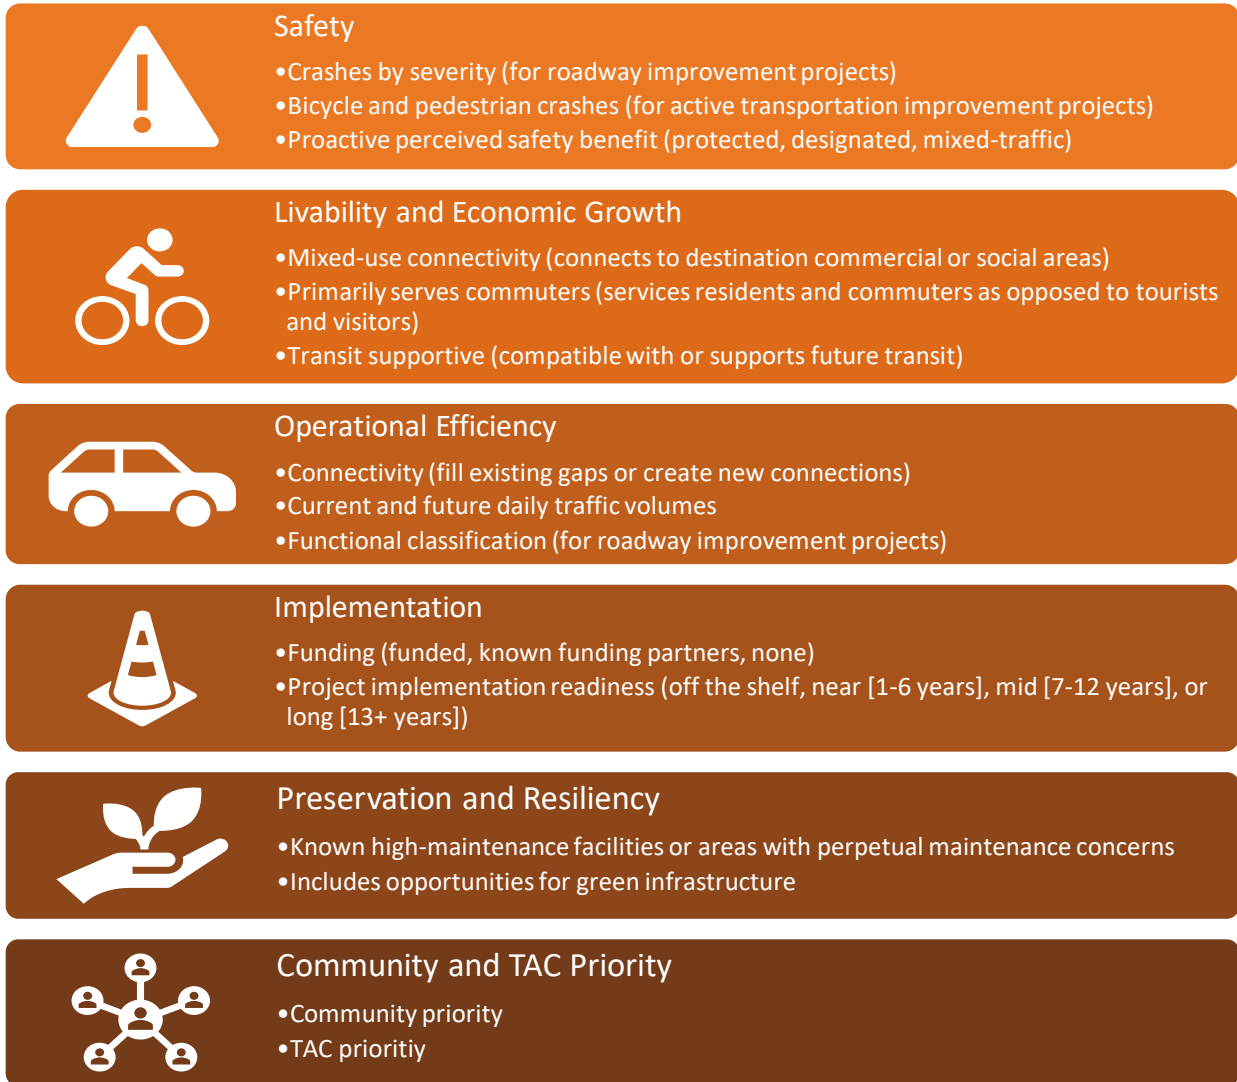 Safety
•Crashes by severity (for roadway improvement projects)
•Bicycle and pedestrian crashes (for active transportation improvement projects)
•Proactive perceived safety benefit (protected, designated, mixed-traffic)
Livability and Economic Growth
•Mixed-use connectivity (connects to destination commercial or social areas)
•Primarily serves commuters (services residents and commuters as opposed to tourists
and visitors)
•Transit supportive (compatible with or supports future transit)
Operational Efficiency
•Connectivity (fill existing gaps or create new connections)
•Current and future daily traffic volumes
•Functional classification (for roadway improvement projects)
Implementation
•Funding (funded, known funding partners, none)
•Project implementation readiness (off the shelf, near [1-6 years], mid [7-12 years], or
long [13+ years])
Preservation and Resiliency
•Known high-maintenance facilities or areas with perpetual maintenance concerns
•Includes opportunities for green infrastructure
Community and TAC Priority
•Community priority
•TAC prioritiy